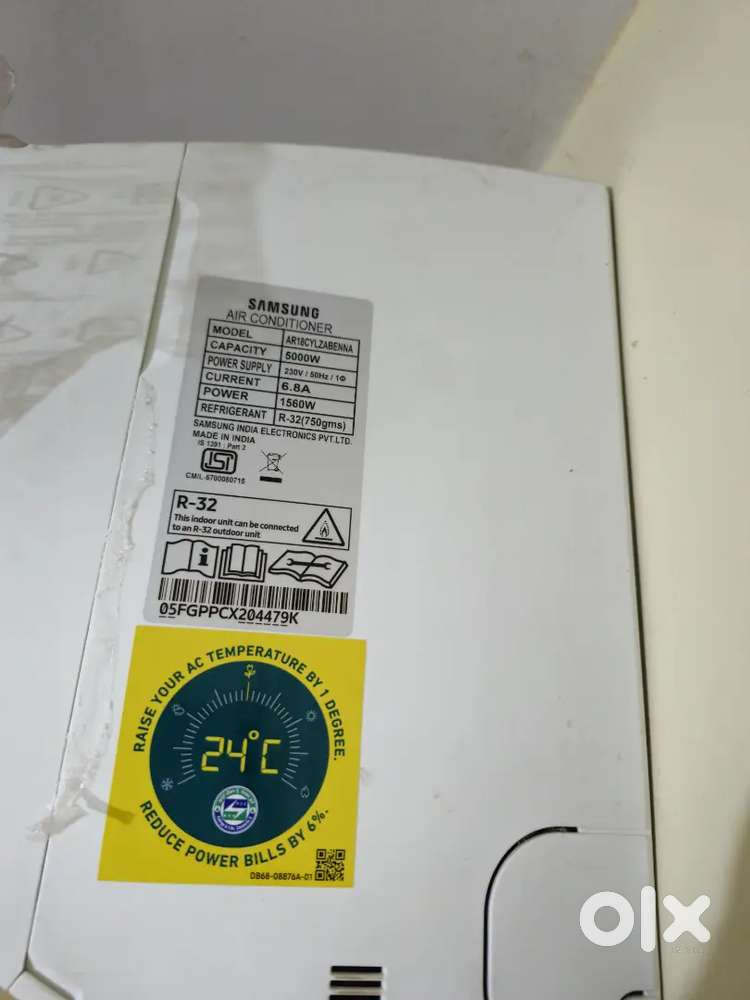 SAMSUNG
AIR CONDITIONER
MODEL AR18CYLZABENNA
CAPACITY 5000W
POWER SUPPLY 230V / 50Hz / 1Φ
CURRENT 6.8A
POWER 1560W
REFRIGERANT R-32(750gms)
SAMSUNG INDIA ELECTRONICS PVT.LTD.
MADE IN INDIA
IS 1391 : Part 2
ISI
CM/L-6700080715
R-32
This indoor unit can be connected
to an R-32 outdoor unit
05FGPPCX204479K
RAISE YOUR AC TEMPERATURE BY 1 DEGREE.
24°C
REDUCE POWER BILLS BY 6%.
DB68-08876A-01
olx